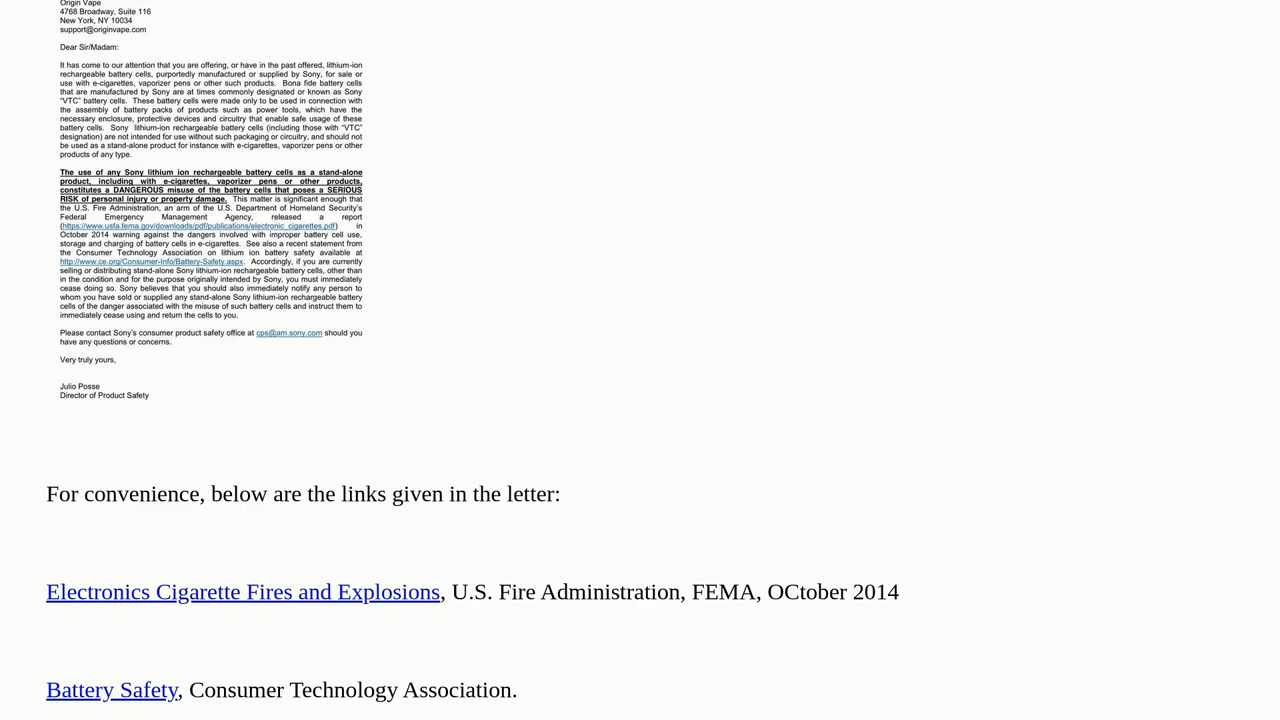 Origin Vape
4768 Broadway, Suite 116
New York, NY 10034
support@originvape.com
Dear Sir/Madam:
It has come to our attention that you are offering, or have in the past offered, lithium-ion
rechargeable battery cells, purportedly manufactured or supplied by Sony, for sale or
use with e-cigarettes, vaporizer pens or other such products. Bona fide battery cells
that are manufactured by Sony are at times commonly designated or known as Sony
"VTC" battery cells. These battery cells were made only to be used in connection with
the assembly of battery packs of products such as power tools, which have the
necessary enclosure, protective devices and circuitry that enable safe usage of these
battery cells. Sony lithium-ion rechargeable battery cells (including those with "VTC"
designation) are not intended for use without such packaging or circuitry, and should not
be used as a stand-alone product for instance with e-cigarettes, vaporizer pens or other
products of any type.
The use of any Sony lithium ion rechargeable battery cells as a stand-alone
product, including with e-cigarettes, vaporizer pens or other products,
constitutes a DANGEROUS misuse of the battery cells that poses a SERIOUS
RISK of personal injury or property damage. This matter is significant enough that
the U.S. Fire Administration, an arm of the U.S. Department of Homeland Security's
Federal Emergency Management Agency, released a report
(https://www.usfa.fema.gov/downloads/pdf/publications/electronic_cigarettes.pdf) in
October 2014 warning against the dangers involved with improper battery cell use,
storage and charging of battery cells in e-cigarettes. See also a recent statement from
the Consumer Technology Association on lithium ion battery safety available at
http://www.ce.org/Consumer-Info/Battery-Safety.aspx. Accordingly, if you are currently
selling or distributing stand-alone Sony lithium-ion rechargeable battery cells, other than
in the condition and for the purpose originally intended by Sony, you must immediately
cease doing so. Sony believes that you should also immediately notify any person to
whom you have sold or supplied any stand-alone Sony lithium-ion rechargeable battery
cells of the danger associated with the misuse of such battery cells and instruct them to
immediately cease using and return the cells to you.
Please contact Sony's consumer product safety office at cps@am.sony.com should you
have any questions or concerns.
Very truly yours,
Julio Posse
Director of Product Safety
For convenience, below are the links given in the letter:
Electronics Cigarette Fires and Explosions, U.S. Fire Administration, FEMA, OCtober 2014
Battery Safety, Consumer Technology Association.